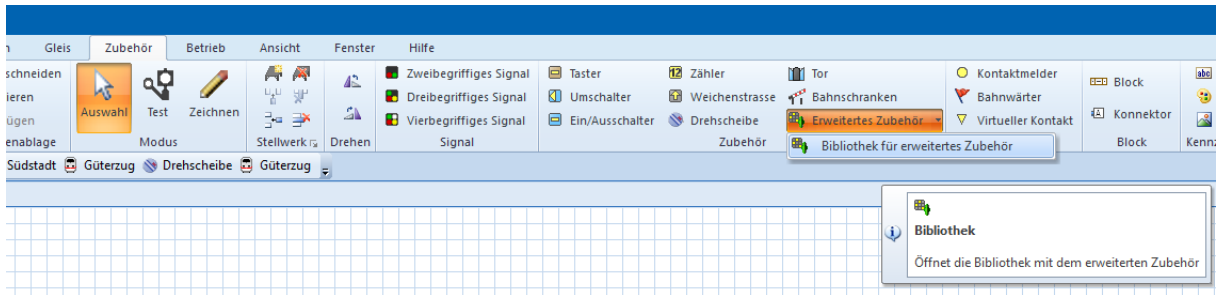 Gleis Zubehör Betrieb Ansicht Fenster Hilfe
schneiden Zweibegriffiges Signal Taster 12 Zähler Tor Kontaktmelder abc
ieren Auswahl Test Zeichnen Dreibegriffiges Signal Umschalter Weichenstrasse Bahnschranken Bahnwärter Block
ügen Vierbegriffiges Signal Ein/Ausschalter Drehscheibe Erweitertes Zubehör Virtueller Kontakt Konnektor
enablage Modus Stellwerk Drehen Signal Zubehör Block Kennz
Bibliothek für erweitertes Zubehör
Südstadt Güterzug Drehscheibe Güterzug
Bibliothek
Öffnet die Bibliothek mit dem erweiterten Zubehör